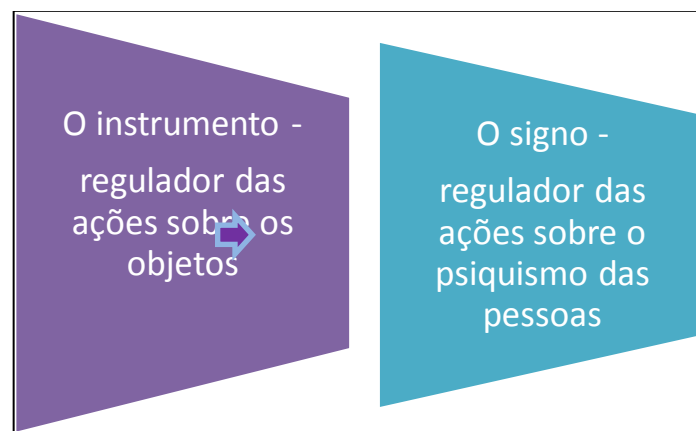 O instrumento -
regulador das
ações sobre os
objetos
O signo -
regulador das
ações sobre o
psiquismo das
pessoas